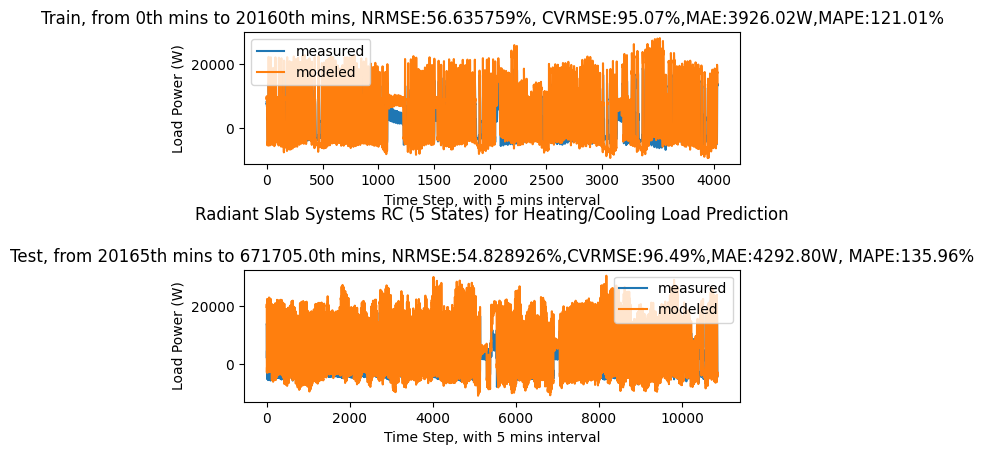 Train, from 0th mins to 20160th mins, NRMSE:56.635759%, CVRMSE:95.07%,MAE:3926.02W,MAPE:121.01%
measured
modeled
Load Power (W)
20000
0
0 500 1000 1500 2000 2500 3000 3500 4000
Time Step, with 5 mins interval
Radiant Slab Systems RC (5 States) for Heating/Cooling Load Prediction
Test, from 20165th mins to 671705.0th mins, NRMSE:54.828926%,CVRMSE:96.49%,MAE:4292.80W, MAPE:135.96%
measured
modeled
Load Power (W)
20000
0
0 2000 4000 6000 8000 10000
Time Step, with 5 mins interval